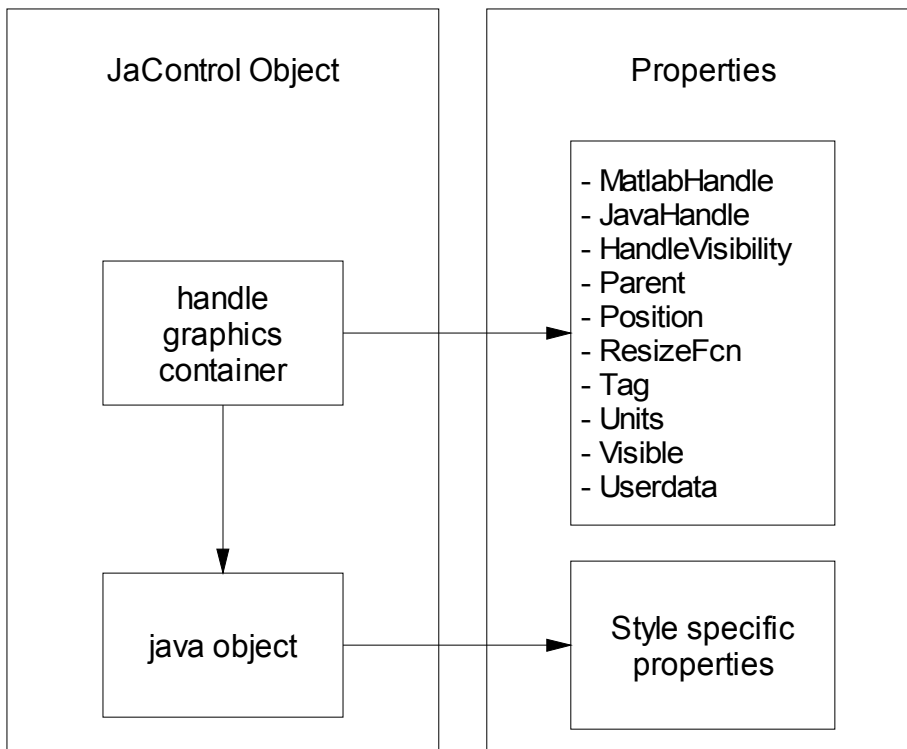 JaControl Object
Properties
handle
graphics
container
- MatlabHandle
- JavaHandle
- HandleVisibility
- Parent
- Position
- ResizeFcn
- Tag
- Units
- Visible
- Userdata
java object
Style specific
properties